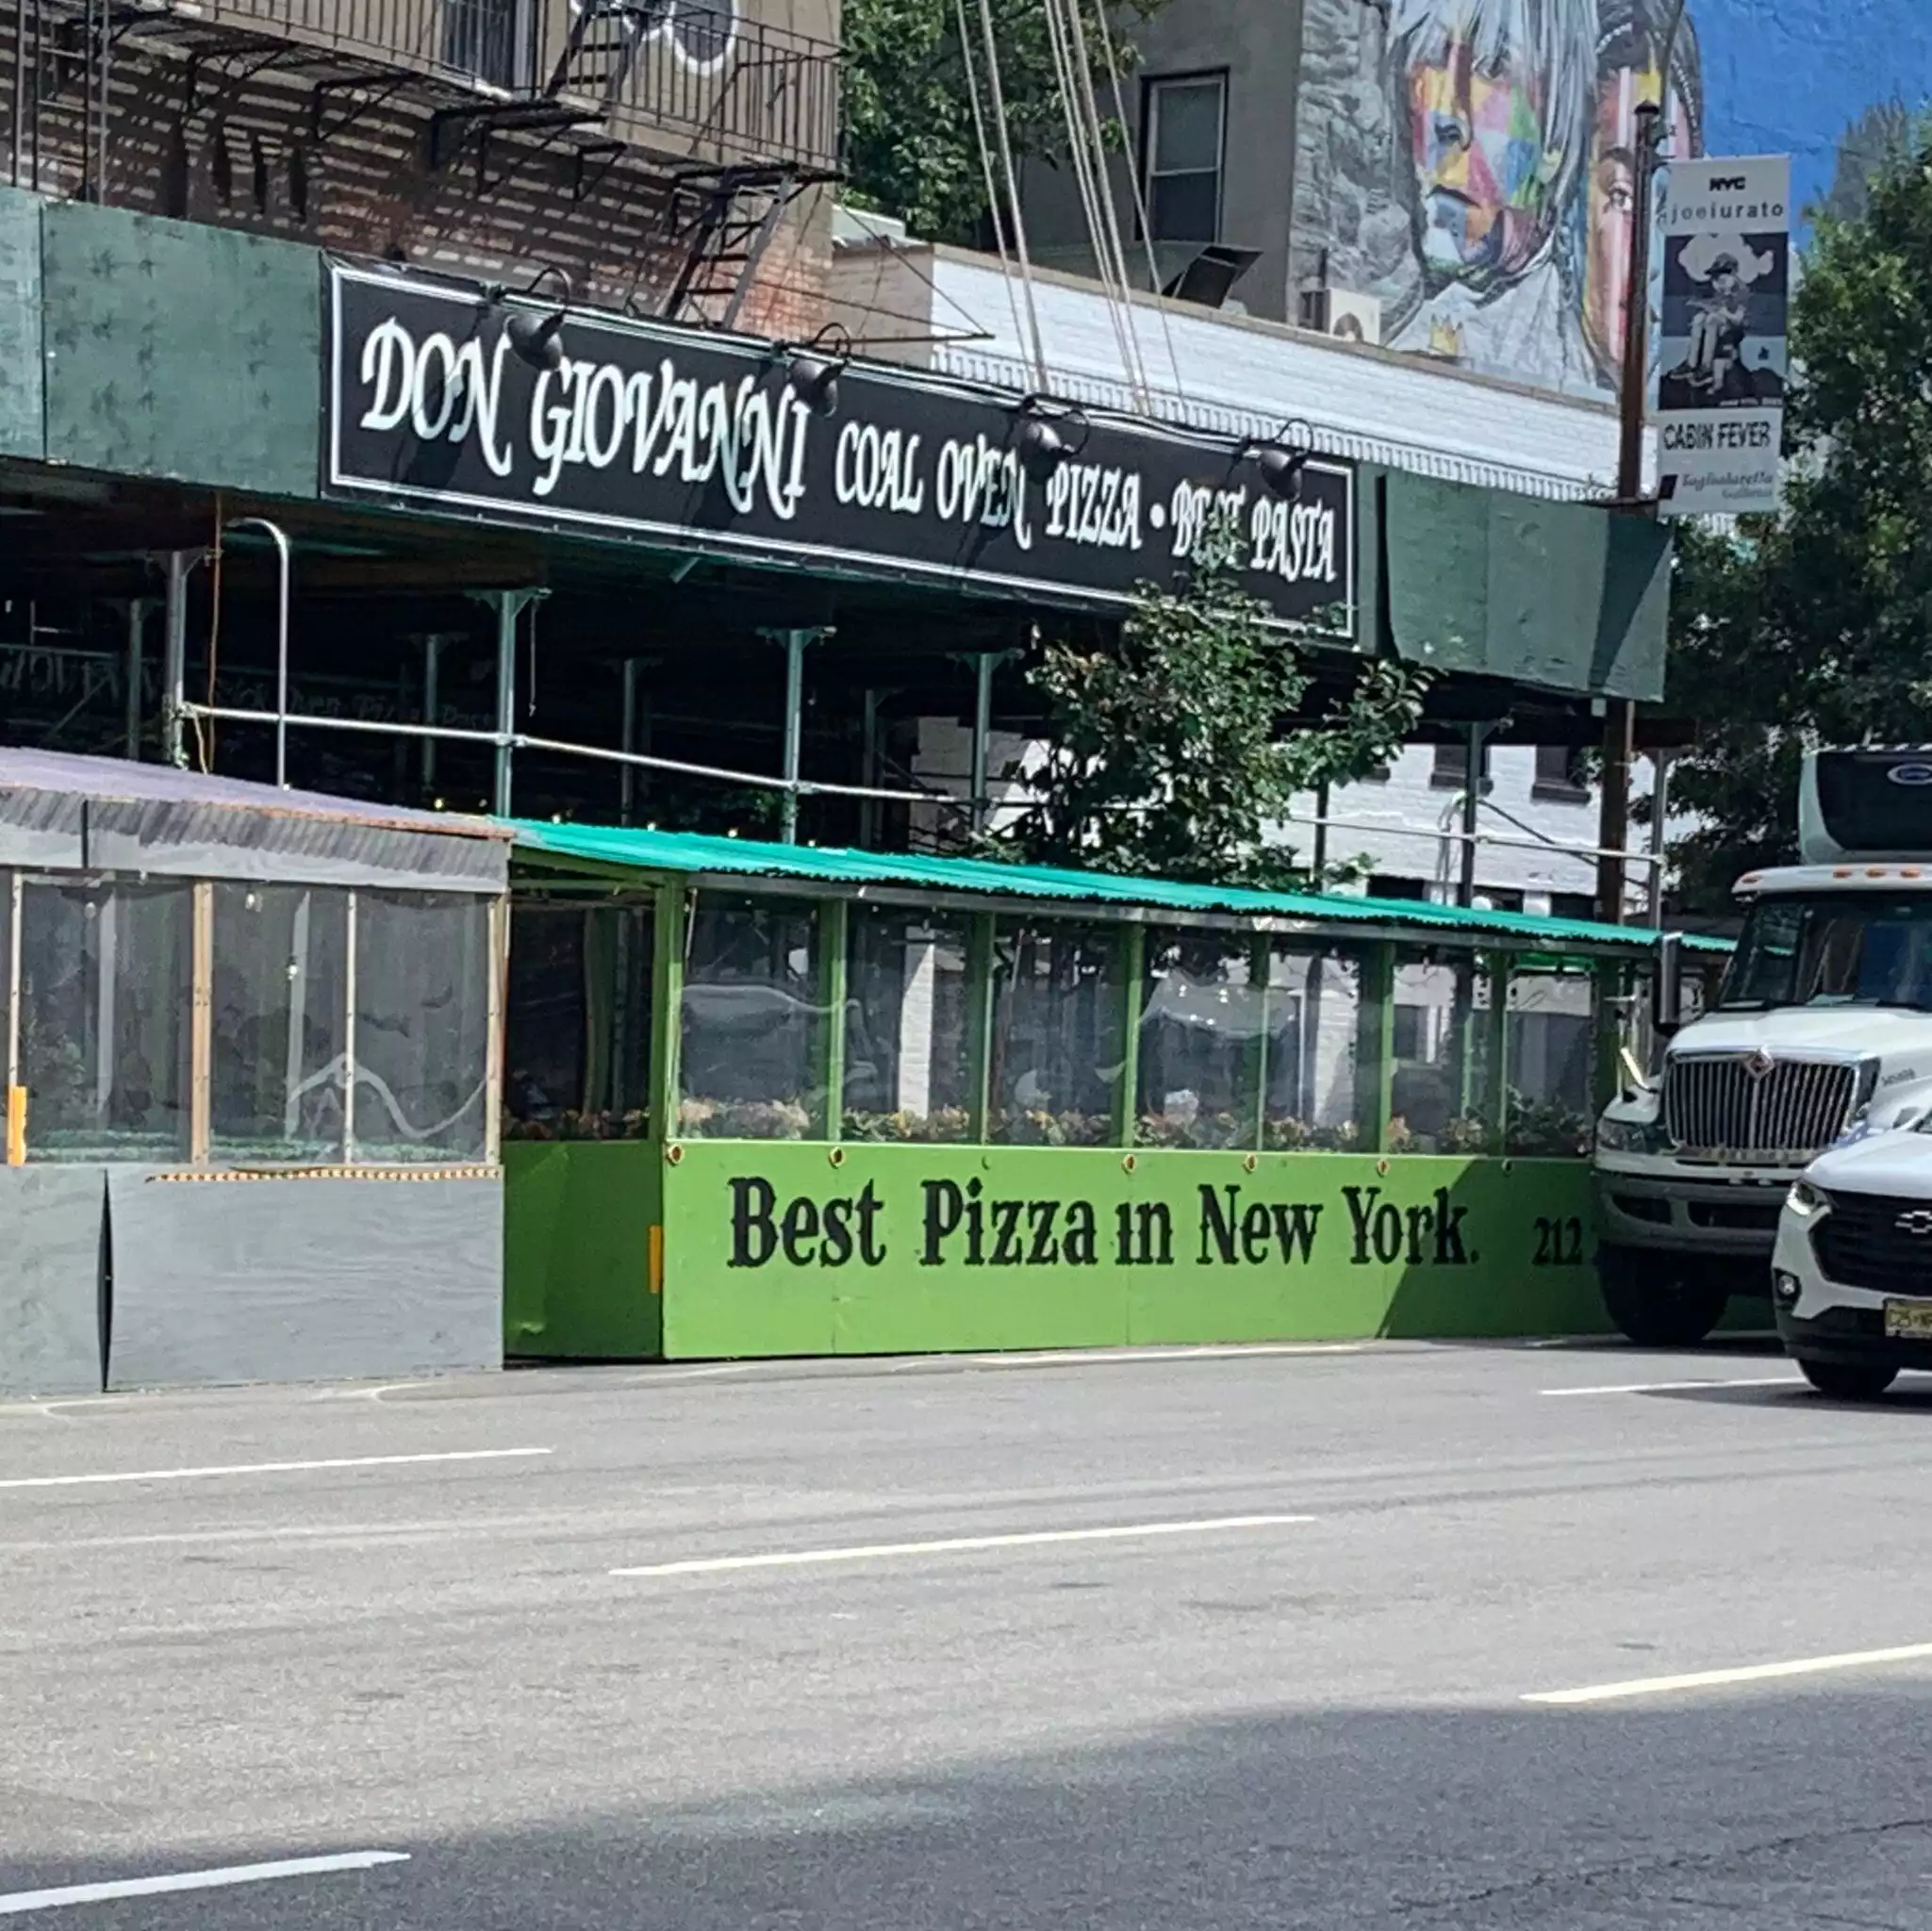 NYC
joeiurato
CABIN FEVER
DON GIOVANNI COAL OVEN PIZZA • BEST PASTA
Best Pizza in New York. 212